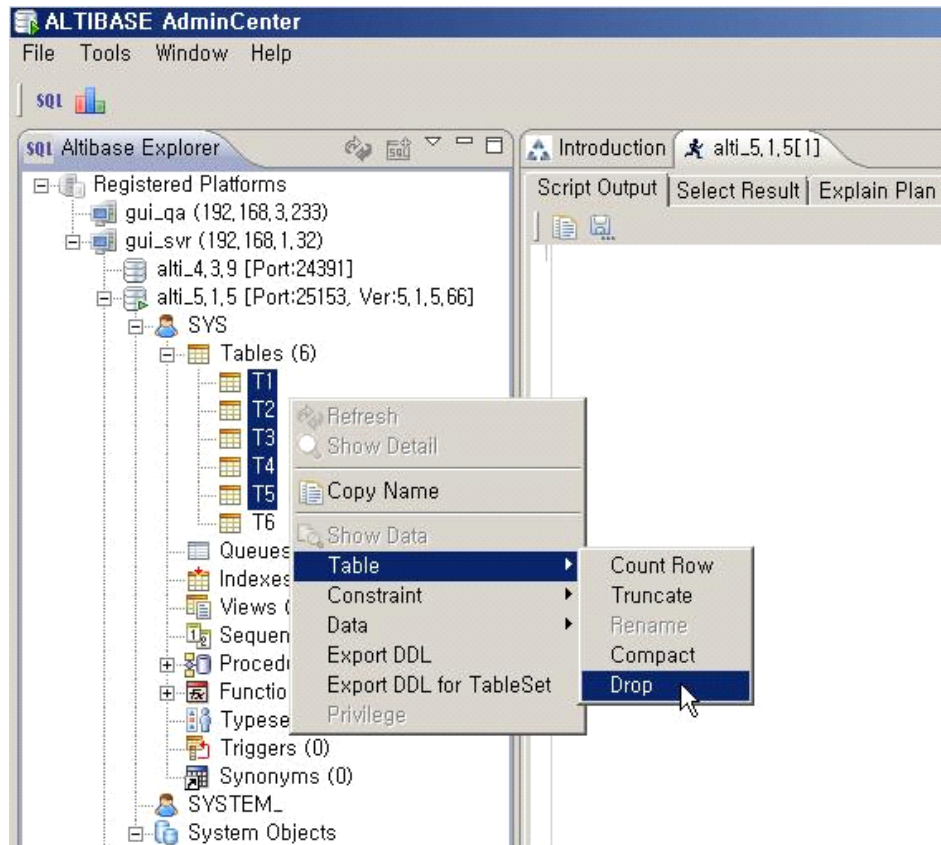 ALTIBASE AdminCenter
File Tools Window Help
SQL
SQL Altibase Explorer
Registered Platforms
gui_qa (192,168,3,233)
gui_svr (192,168,1,32)
alti_4,3,9 [Port:24391]
alti_5,1,5 [Port:25153, Ver:5,1,5,66]
SYS
Tables (6)
T1
T2
T3
T4
T5
T6
Queues
Indexes
Views (
Sequen
Procedu
Functio
Typese
Triggers (0)
Synonyms (0)
SYSTEM_
System Objects
Refresh
Show Detail
Copy Name
Show Data
Table
Constraint
Data
Export DDL
Export DDL for TableSet
Privilege
Count Row
Truncate
Rename
Compact
Drop
Introduction alti_5,1,5[1]
Script Output Select Result Explain Plan